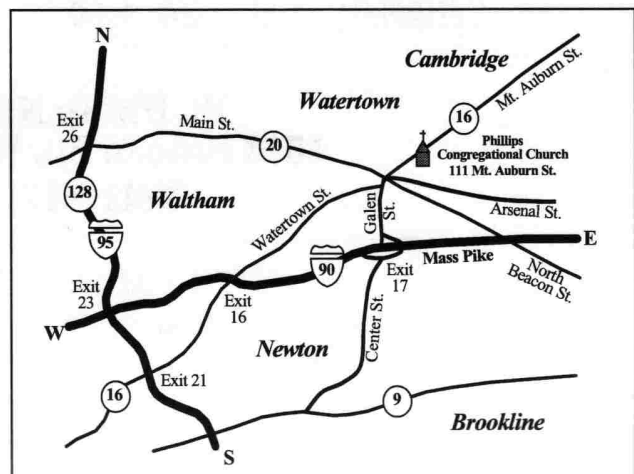 N
Cambridge
Mt. Auburn St.
Watertown
16
Exit
26
Main St.
20
Phillips
Congregational Church
111 Mt. Auburn St.
128
Waltham
Watertown St.
Galen
St.
Arsenal St.
95
E
90
Mass Pike
North
Beacon St.
Exit
17
Exit
23
Exit
16
W
Center St.
Newton
Exit 21
16
9
Brookline
S